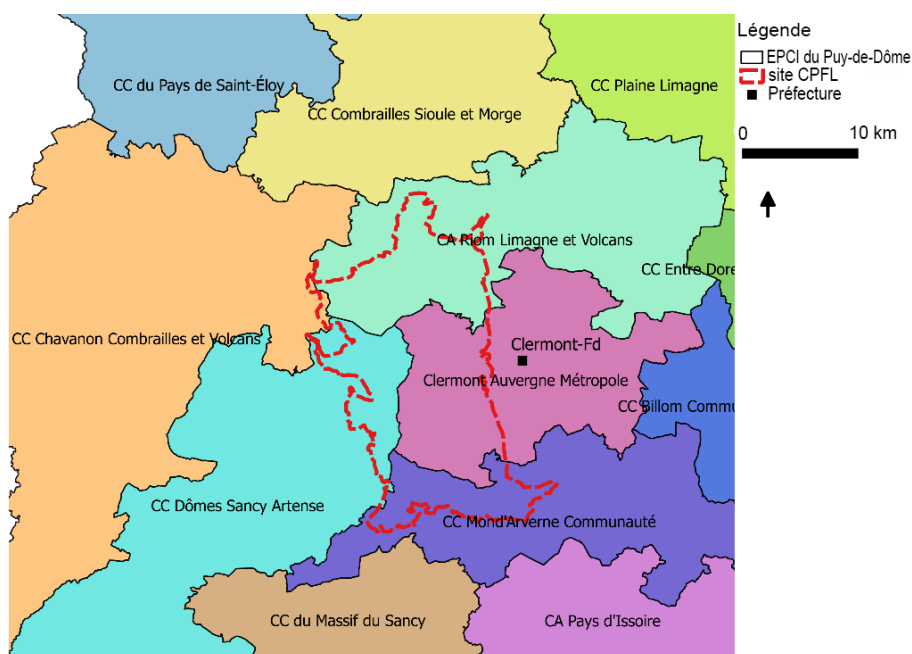 Légende
EPCI du Puy-de-Dôme
site CPFL
Préfecture
0 10 km
CC du Pays de Saint-Éloy
CC Plaine Limagne
CC Combrailles Sioule et Morge
CA Riom Limagne et Volcans
CC Entre Dore
CC Chavanon Combrailles et Volcans
Clermont-Fd
Clermont Auvergne Métropole
CC Billom Commu
CC Dômes Sancy Artense
CC Mond'Arverne Communauté
CC du Massif du Sancy
CA Pays d'Issoire